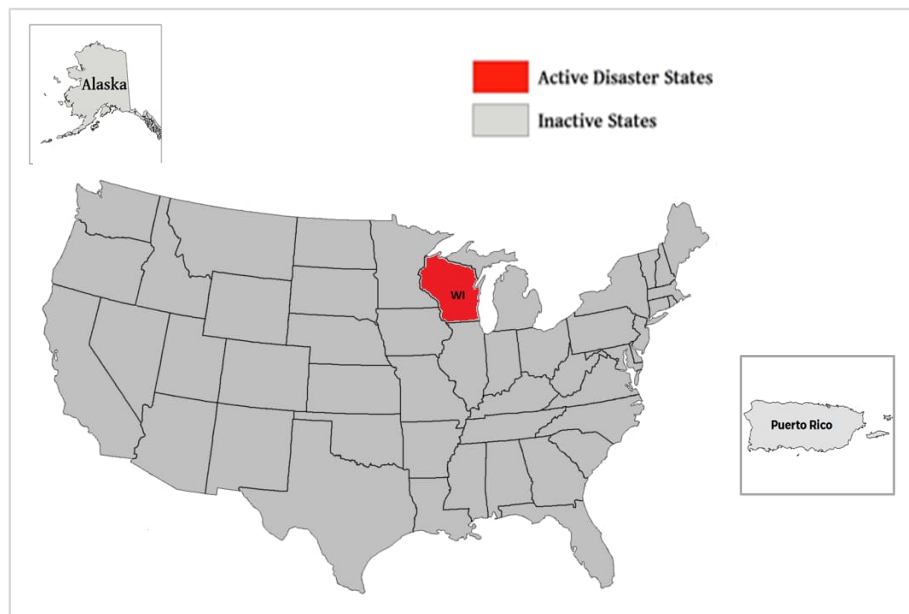 Alaska
Active Disaster States
Inactive States
WI
Puerto Rico